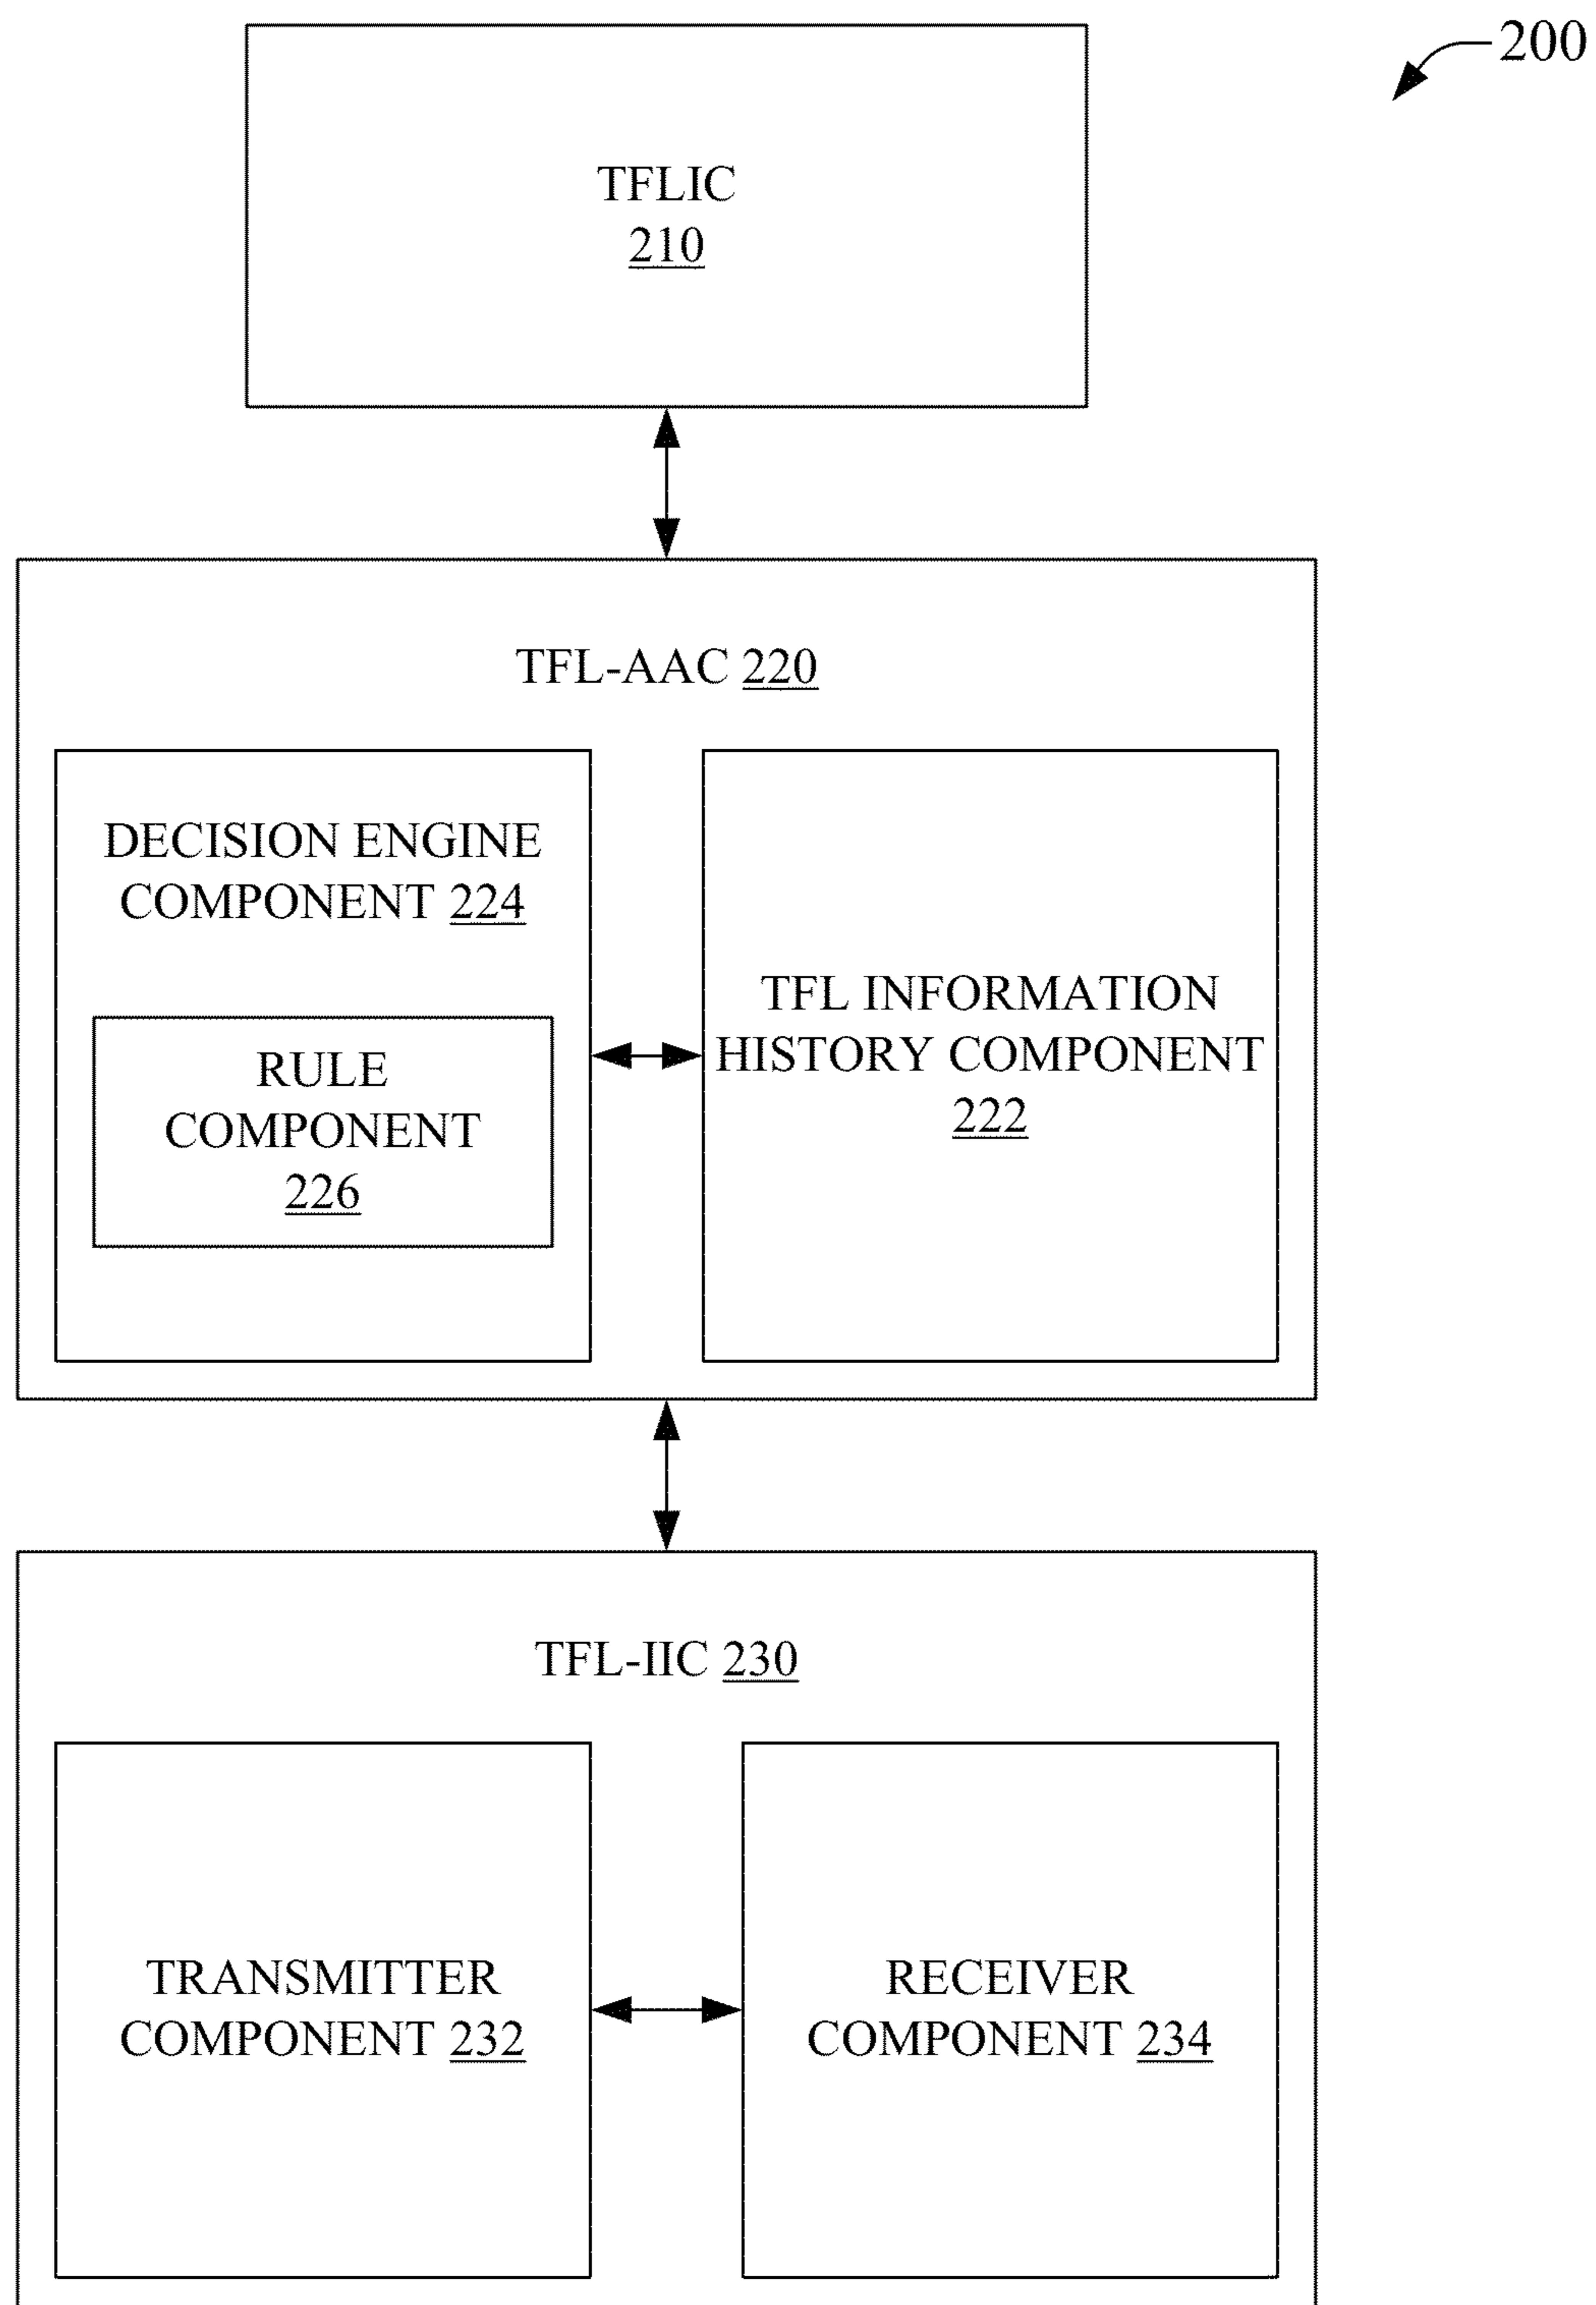 200
TFLIC
210
TFL-AAC 220
DECISION ENGINE
COMPONENT 224
RULE
COMPONENT
226
TFL INFORMATION
HISTORY COMPONENT
222
TFL-IIC 230
TRANSMITTER
COMPONENT 232
RECEIVER
COMPONENT 234